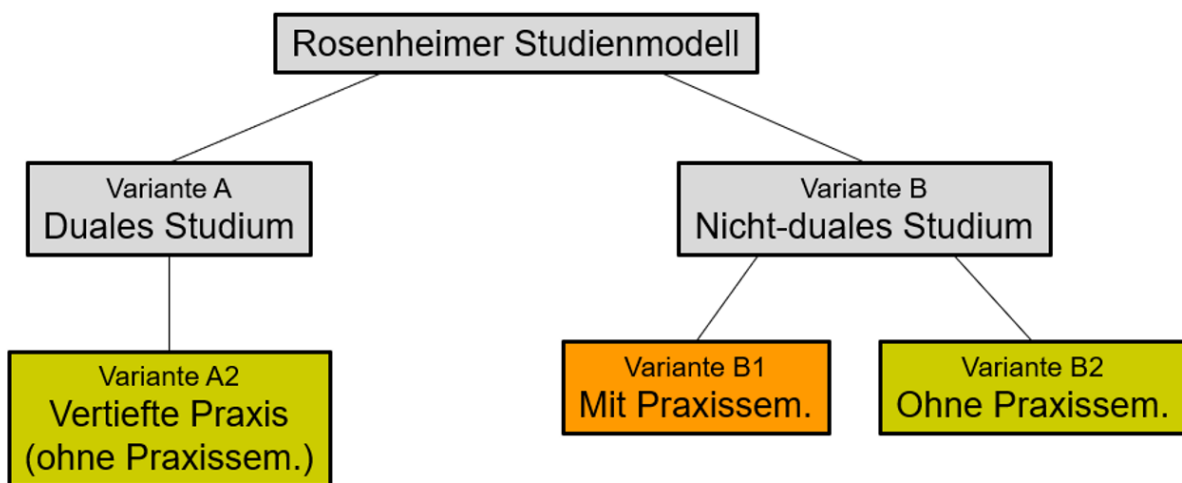 Rosenheimer Studienmodell
Variante A
Duales Studium
Variante B
Nicht-duales Studium
Variante A2
Vertiefte Praxis
(ohne Praxissem.)
Variante B1
Mit Praxissem.
Variante B2
Ohne Praxissem.